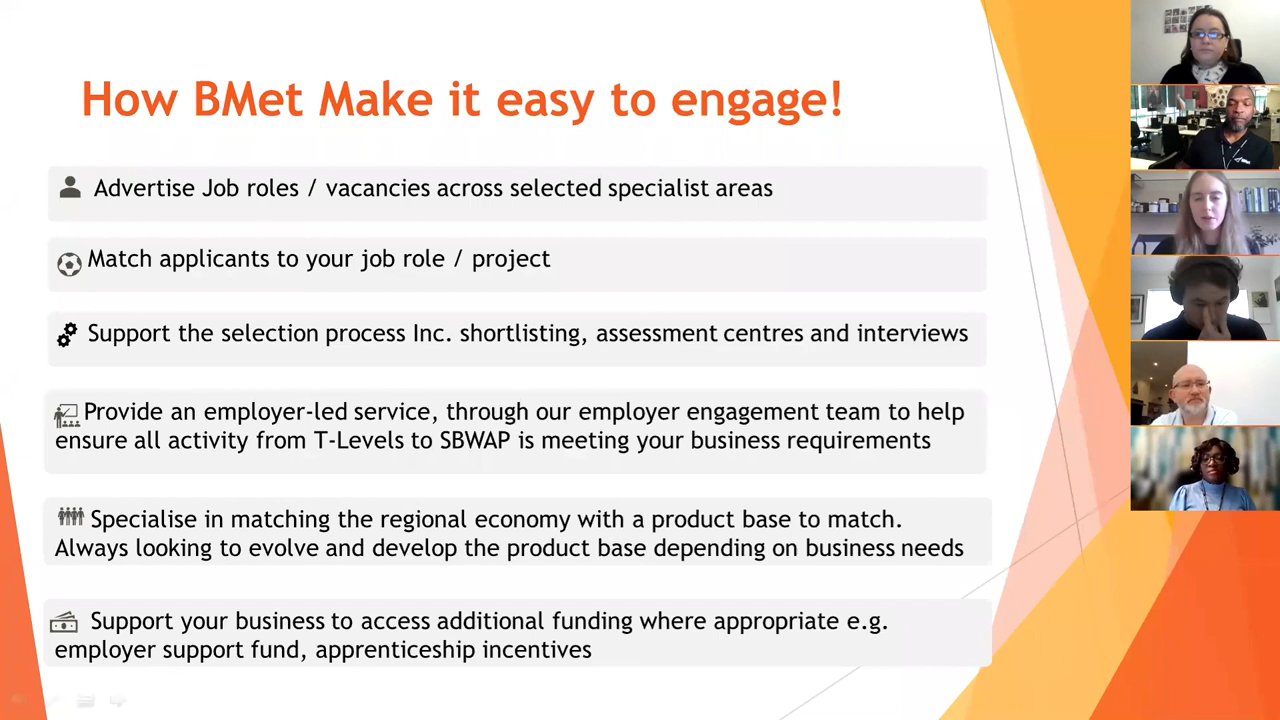 How BMet Make it easy to engage!
Advertise Job roles / vacancies across selected specialist areas
Match applicants to your job role / project
Support the selection process Inc. shortlisting, assessment centres and interviews
Provide an employer-led service, through our employer engagement team to help
ensure all activity from T-Levels to SBWAP is meeting your business requirements
Specialise in matching the regional economy with a product base to match.
Always looking to evolve and develop the product base depending on business needs
Support your business to access additional funding where appropriate e.g.
employer support fund, apprenticeship incentives